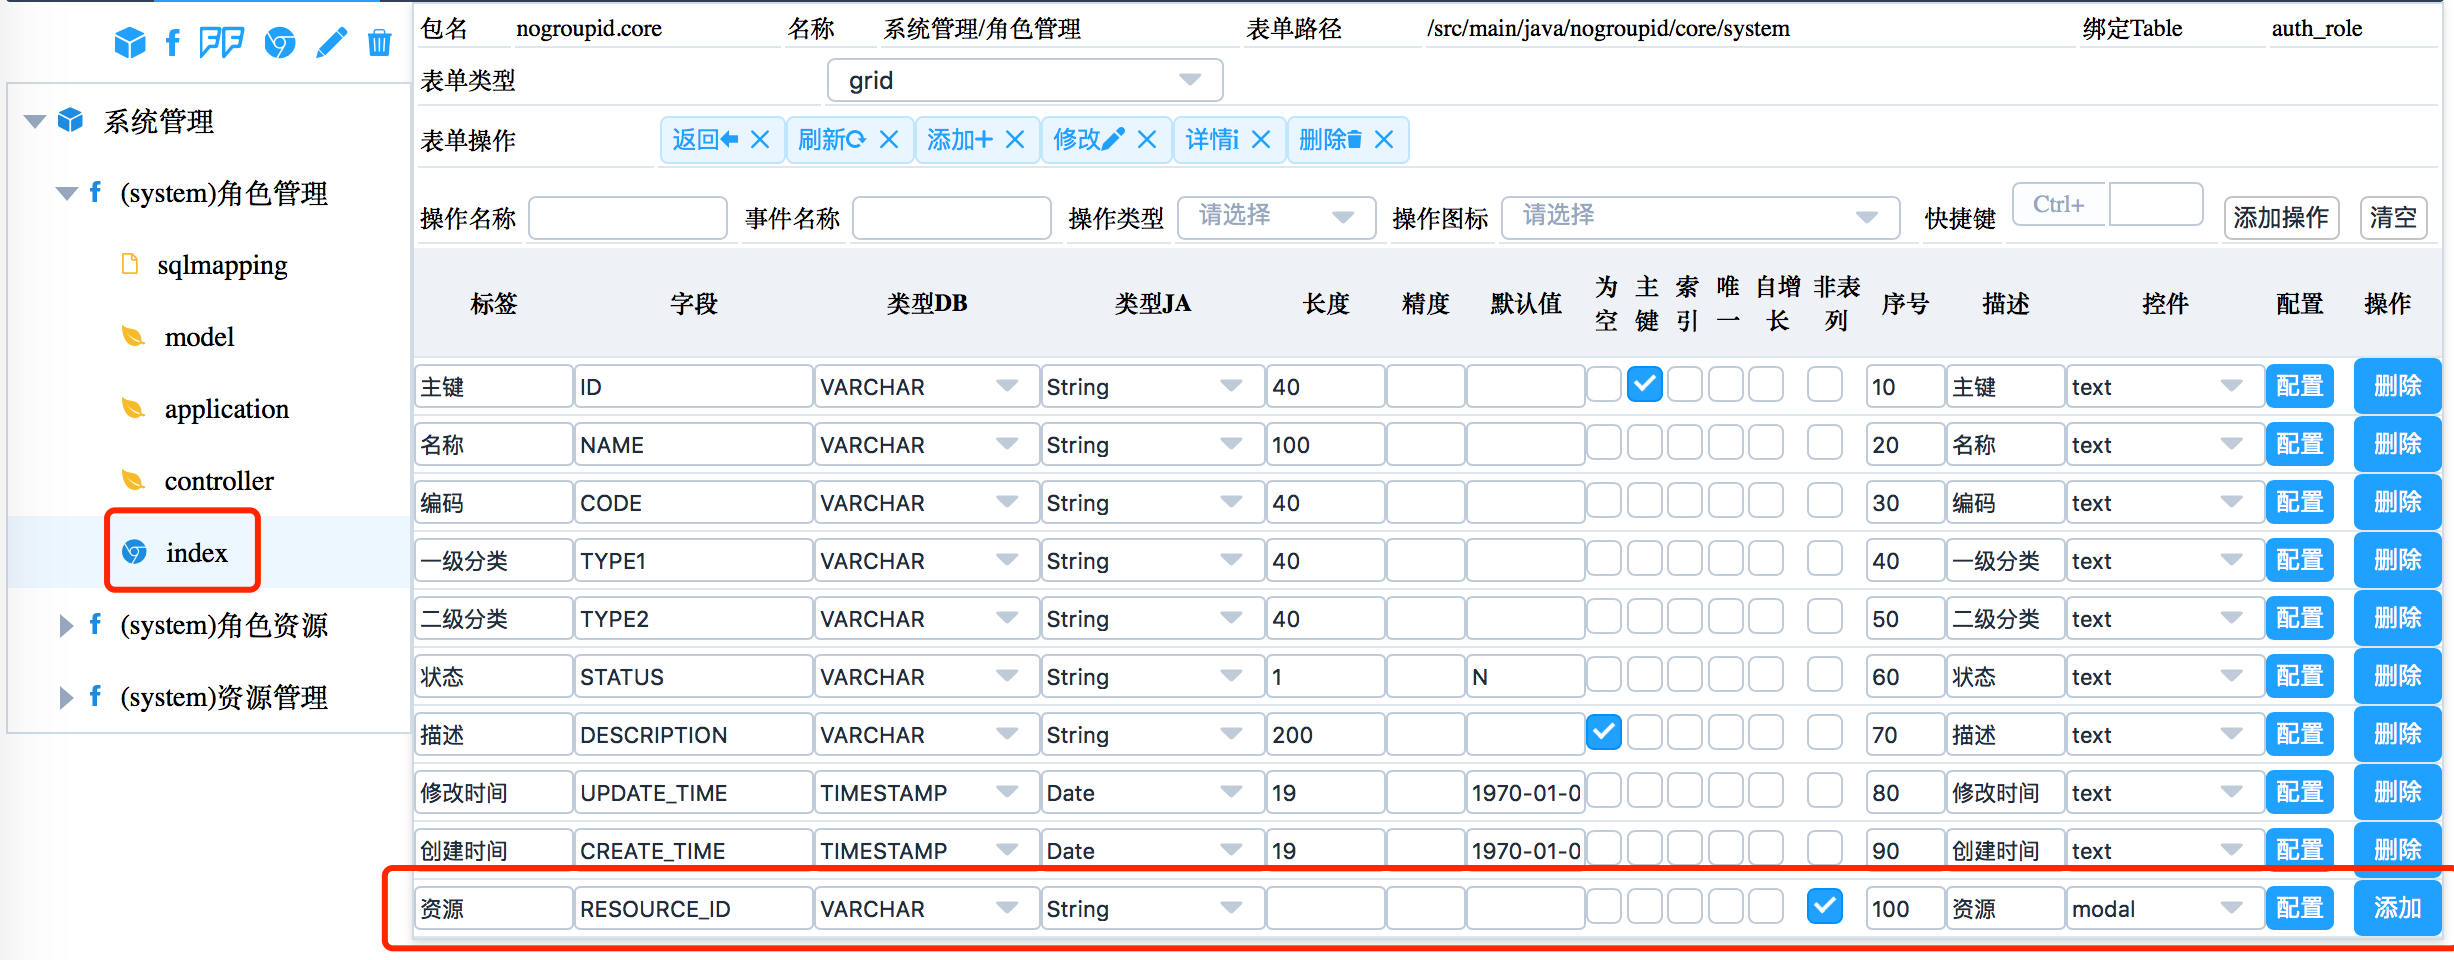 包名 nogroupid.core 名称 系统管理/角色管理 表单路径 /src/main/java/nogroupid/core/system 绑定Table auth_role
表单类型 grid
表单操作 返回 刷新 添加 修改 详情i 删除
操作名称 事件名称 操作类型 请选择 操作图标 请选择 快捷键 Ctrl+ 添加操作 清空
系统管理
(system)角色管理
sqlmapping
model
application
controller
index
(system)角色资源
(system)资源管理
标签 字段 类型DB 类型JA 长度 精度 默认值 为空 主键 索引 唯一 自增长 非表列 序号 描述 控件 配置 操作
主键 ID VARCHAR String 40 10 主键 text 配置 删除
名称 NAME VARCHAR String 100 20 名称 text 配置 删除
编码 CODE VARCHAR String 40 30 编码 text 配置 删除
一级分类 TYPE1 VARCHAR String 40 40 一级分类 text 配置 删除
二级分类 TYPE2 VARCHAR String 40 50 二级分类 text 配置 删除
状态 STATUS VARCHAR String 1 N 60 状态 text 配置 删除
描述 DESCRIPTION VARCHAR String 200 70 描述 text 配置 删除
修改时间 UPDATE_TIME TIMESTAMP Date 19 1970-01-0 80 修改时间 text 配置 删除
创建时间 CREATE_TIME TIMESTAMP Date 19 1970-01-0 90 创建时间 text 配置 删除
资源 RESOURCE_ID VARCHAR String 100 资源 modal 配置 添加